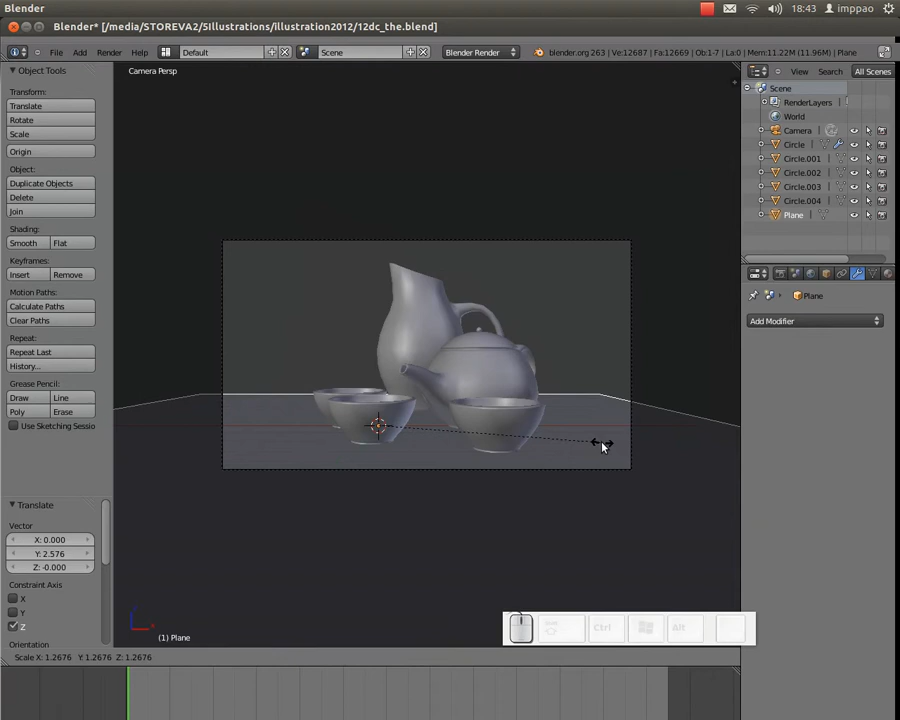 Blender
18:43 imppao
Blender* [/media/STOREVA2/SIllustrations/illustration2012/12dc_the.blend]
File Add Render Help Default Scene Blender Render blender.org 263 | Ve:12687 | Fa:12669 | Ob:1-7 | La:0 | Mem:11.22M (11.96M) | Plane
Object Tools
Transform:
Translate
Rotate
Scale
Origin
Object:
Duplicate Objects
Delete
Join
Shading:
Smooth Flat
Keyframes:
Insert Remove
Motion Paths:
Calculate Paths
Clear Paths
Repeat:
Repeat Last
History...
Grease Pencil:
Draw Line
Poly Erase
Use Sketching Sessio
Translate
Vector
X: 0.000
Y: 2.576
Z: -0.000
Constraint Axis
X
Y
Z
Orientation
Camera Persp
(1) Plane
Scale X: 1.2676 Y: 1.2676 Z: 1.2676
Ctrl Alt
View Search All Scenes
Scene
RenderLayers
World
Camera
Circle
Circle.001
Circle.002
Circle.003
Circle.004
Plane
Plane
Add Modifier